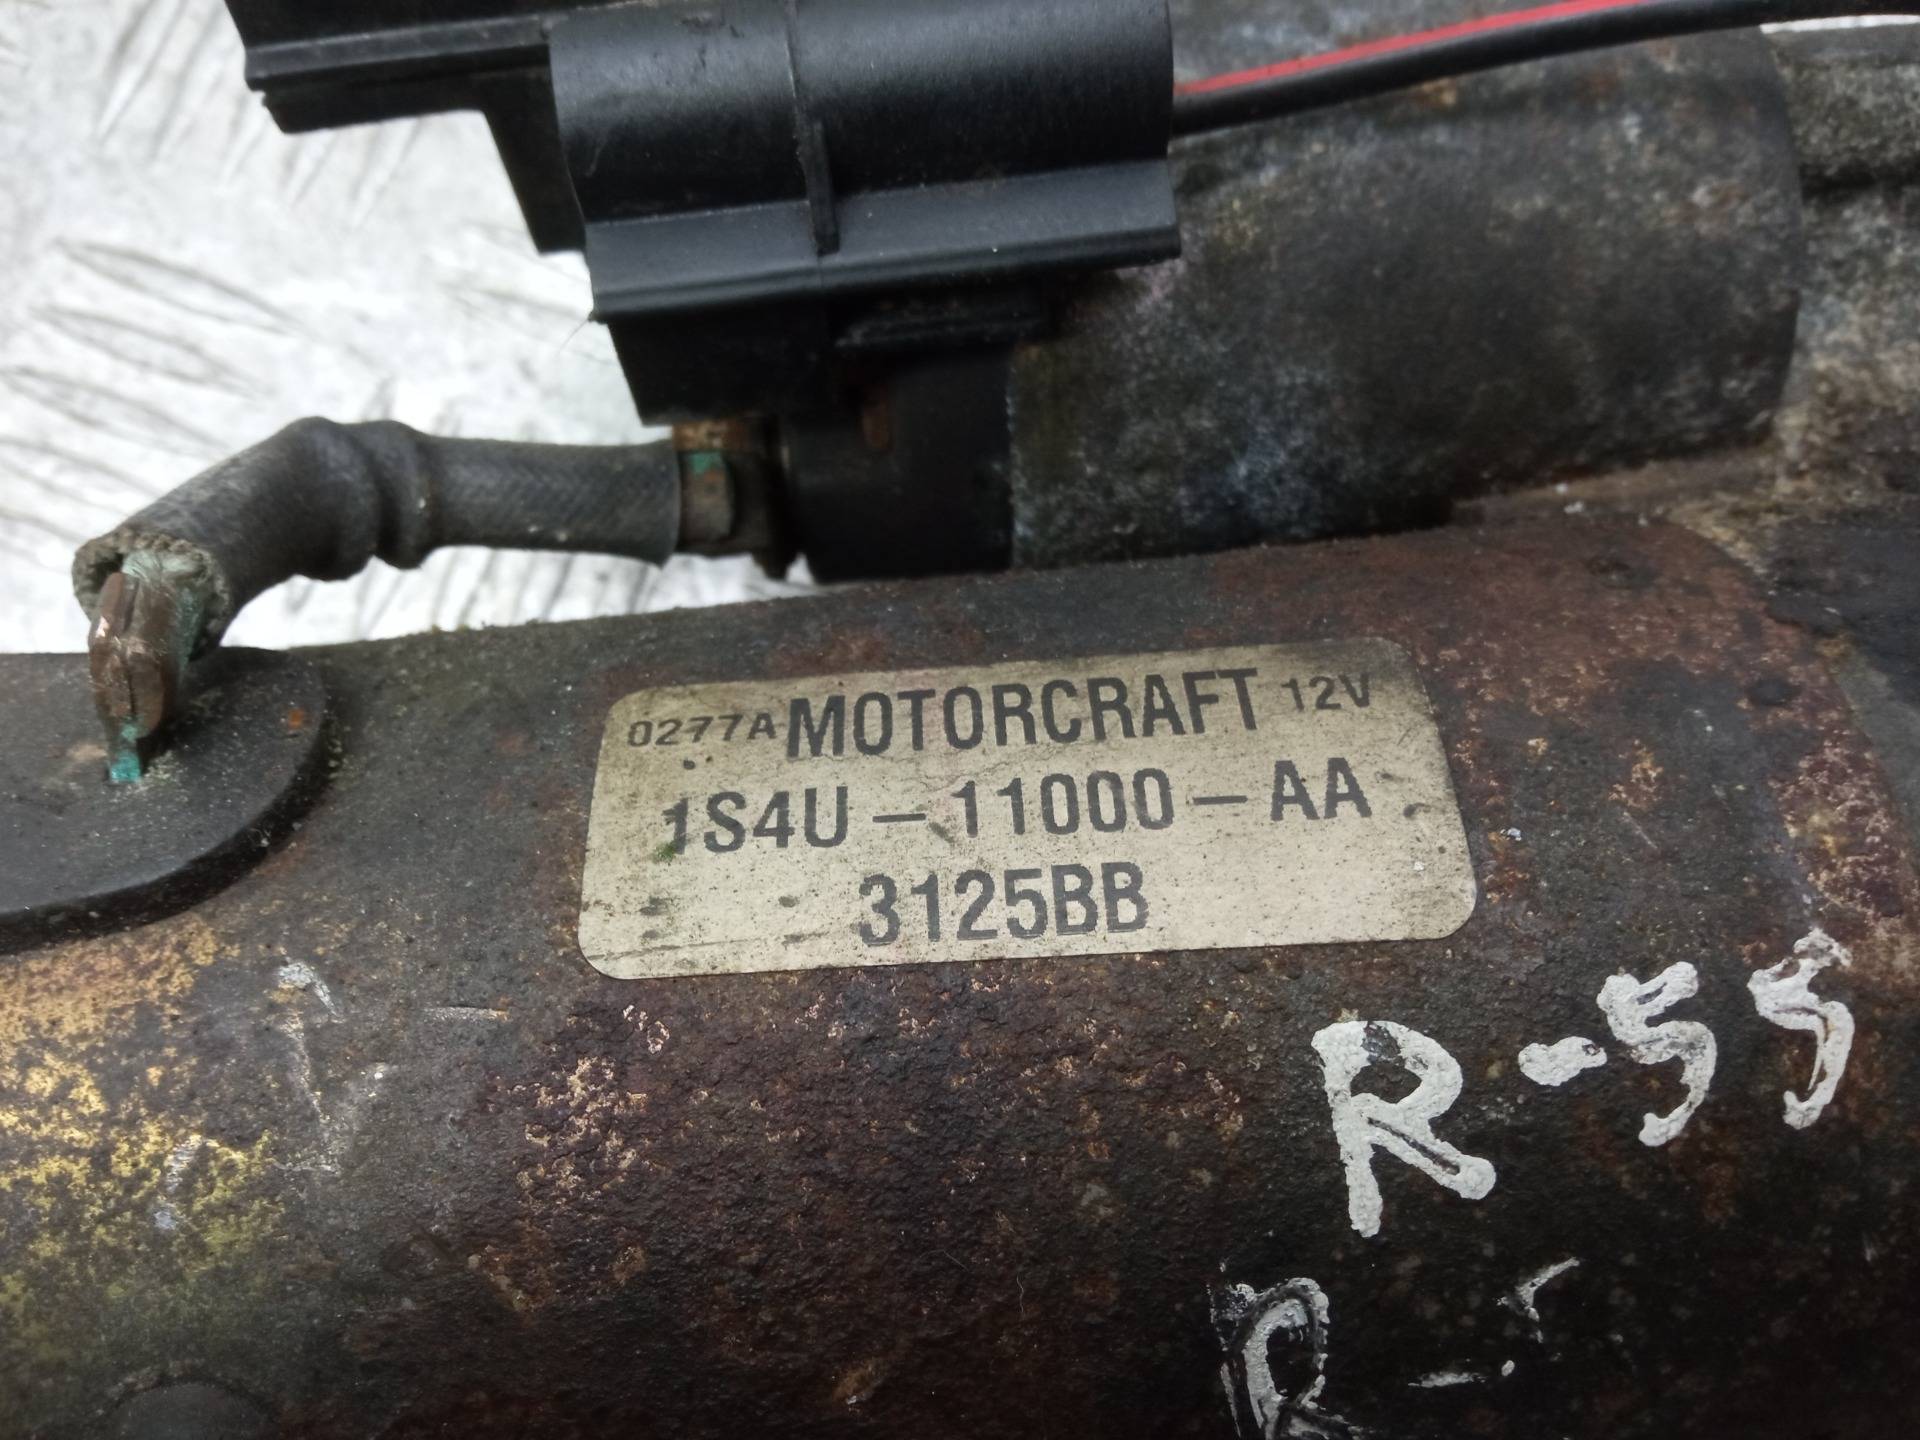 0277A MOTORCRAFT 12V
1S4U-11000-AA
3125BB
R-55
R-